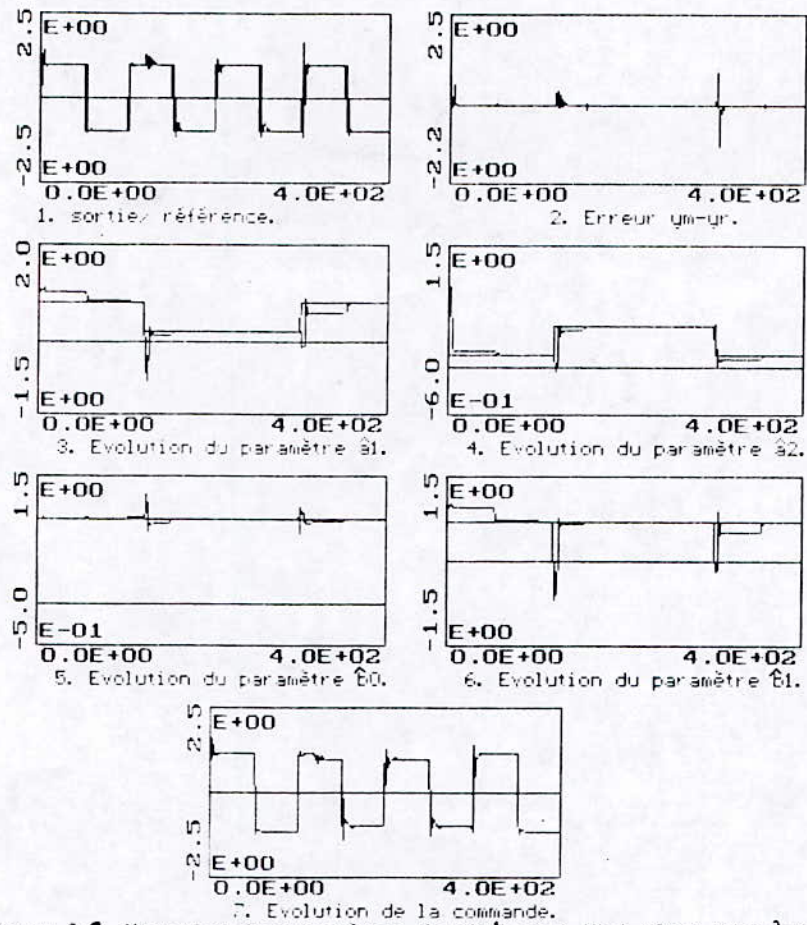 2.5 E+00
-2.5 E+00
0.0E+00 4.0E+02
1. sortie/ référence.
2.5 E+00
-2.2 E+00
0.0E+00 4.0E+02
2. Erreur ym-yr.
2.0 E+00
-1.5 E+00
0.0E+00 4.0E+02
3. Evolution du paramètre â1.
1.5 E+00
-6.0 E-01
0.0E+00 4.0E+02
4. Evolution du paramètre â2.
1.5 E+00
-5.0 E-01
0.0E+00 4.0E+02
5. Evolution du paramètre b̂0.
1.5 E+00
-1.5 E+00
0.0E+00 4.0E+02
6. Evolution du paramètre b̂1.
2.5 E+00
-2.5 E+00
0.0E+00 4.0E+02
7. Evolution de la commande.